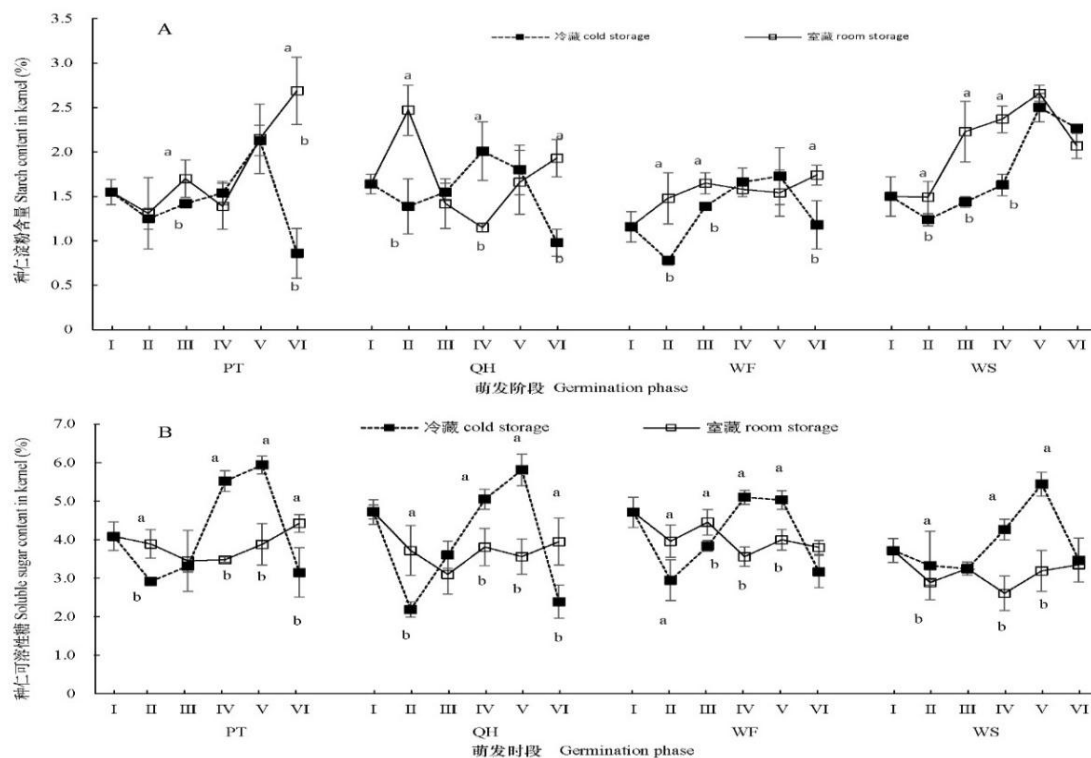 A
冷藏 cold storage
室藏 room storage
种仁淀粉含量 Starch content in kernel (%)
3.5
3.0
2.5
2.0
1.5
1.0
0.5
0
a
b
a
b
b
a
b
a
b
a
b
a
b
a
b
a
b
a
b
a
b
a
b
I II III IV V VI I II III IV V VI I II III IV V VI I II III IV V VI
PT QH WF WS
萌发阶段 Germination phase
B
冷藏 cold storage
室藏 room storage
种仁可溶性糖 Soluble sugar content in kernel (%)
7.0
6.0
5.0
4.0
3.0
2.0
1.0
0
a
b
a
b
a
b
a
b
a
b
a
b
a
b
a
b
a
a
a
b
a
b
a
b
a
b
a
b
a
b
I II III IV V VI I II III IV V VI I II III IV V VI I II III IV V VI
PT QH WF WS
萌发时段 Germination phase